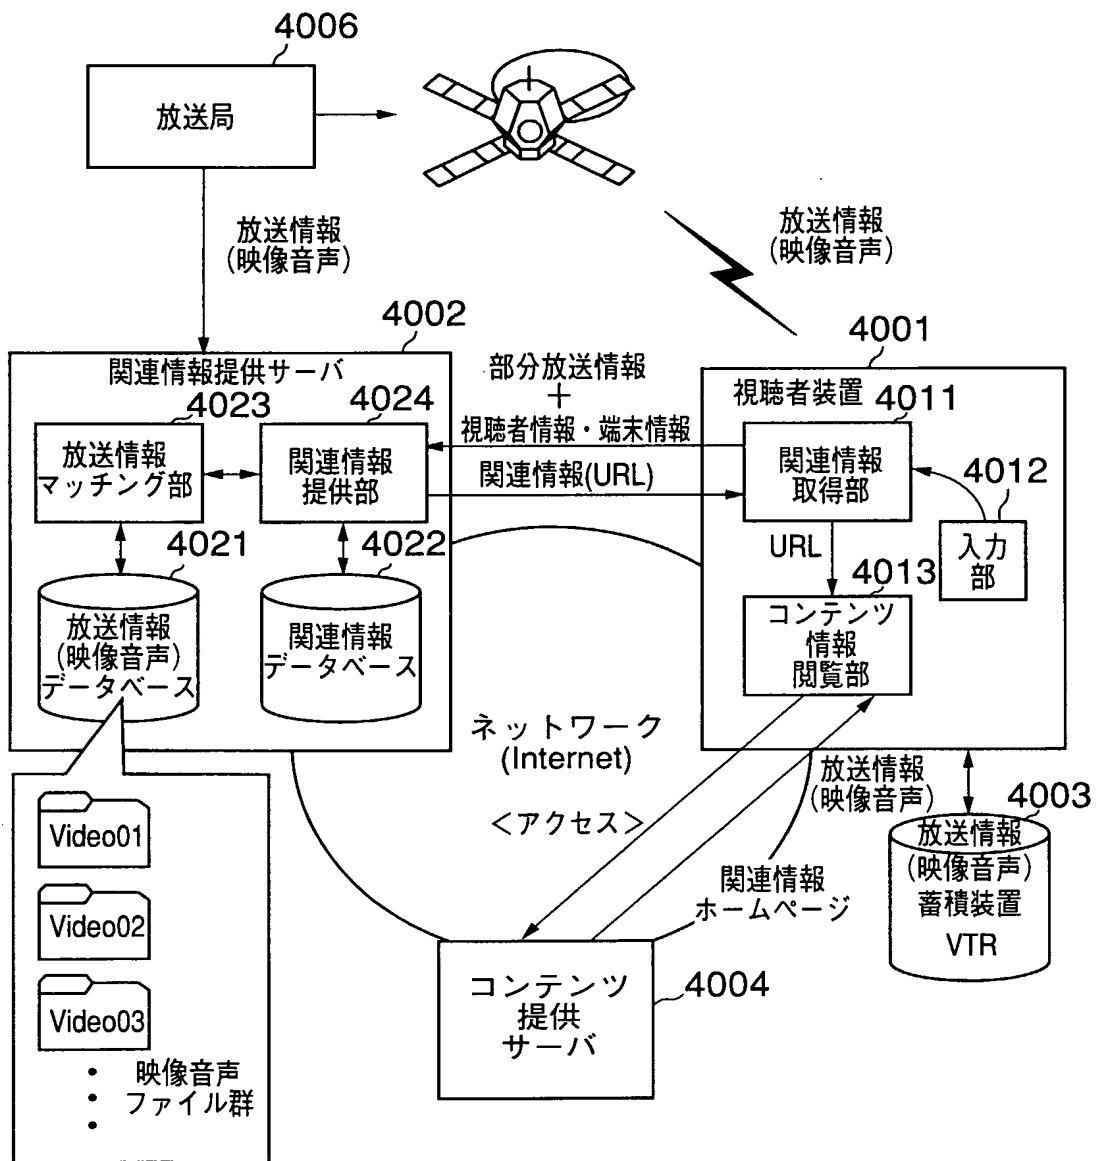 4006
放送局
放送情報
(映像音声)
放送情報
(映像音声)
4002
関連情報提供サーバ
4023
放送情報
マッチング部
4024
関連情報
提供部
4021
放送情報
(映像音声)
データベース
4022
関連情報
データベース
部分放送情報
+
視聴者情報・端末情報
関連情報(URL)
4001
視聴者装置
4011
関連情報
取得部
4012
入力
部
URL
4013
コンテンツ
情報
閲覧部
ネットワーク
(Internet)
<アクセス>
放送情報
(映像音声)
4003
放送情報
(映像音声)
蓄積装置
VTR
関連情報
ホームページ
コンテンツ
提供
サーバ
4004
Video01
Video02
Video03
・
・
・
映像音声
ファイル群